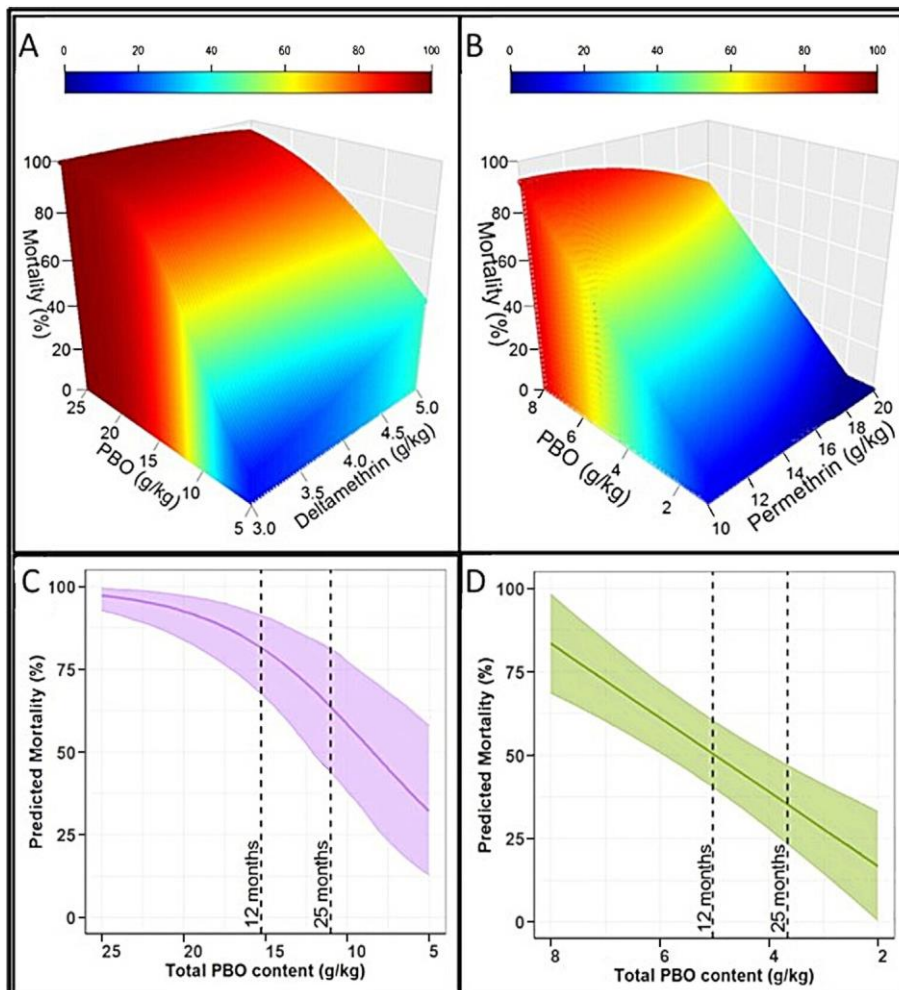 A
0 20 40 60 80 100
100
80
60
40
20
0
Mortality (%)
25
20
15
10
5
PBO (g/kg)
3.0
3.5
4.0
4.5
5.0
Deltamethrin (g/kg)
B
0 20 40 60 80 100
100
80
60
40
20
0
Mortality (%)
8
6
4
2
PBO (g/kg)
10
12
14
16
18
20
Permethrin (g/kg)
C
100
75
50
25
0
Predicted Mortality (%)
12 months
25 months
25 20 15 10 5
Total PBO content (g/kg)
D
100
75
50
25
0
Predicted Mortality (%)
12 months
25 months
8 6 4 2
Total PBO content (g/kg)